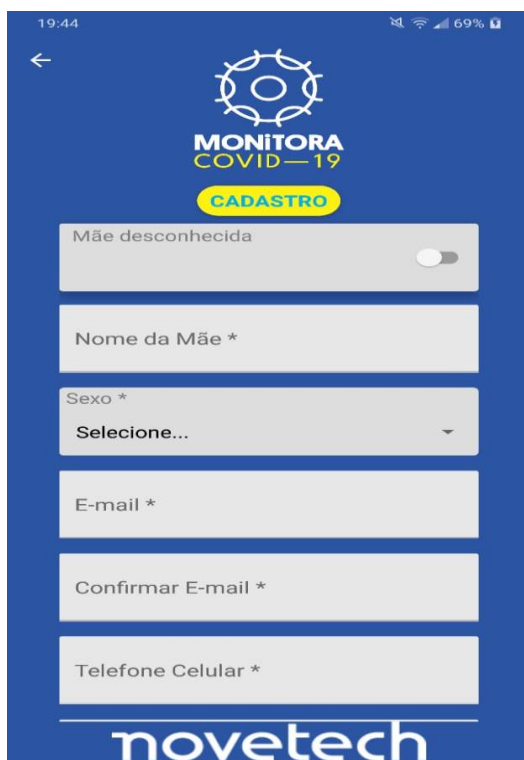 19:44
69%
MONiTORA
COVID—19
CADASTRO
Mãe desconhecida
Nome da Mãe *
Sexo *
Selecione...
E-mail *
Confirmar E-mail *
Telefone Celular *
novetech